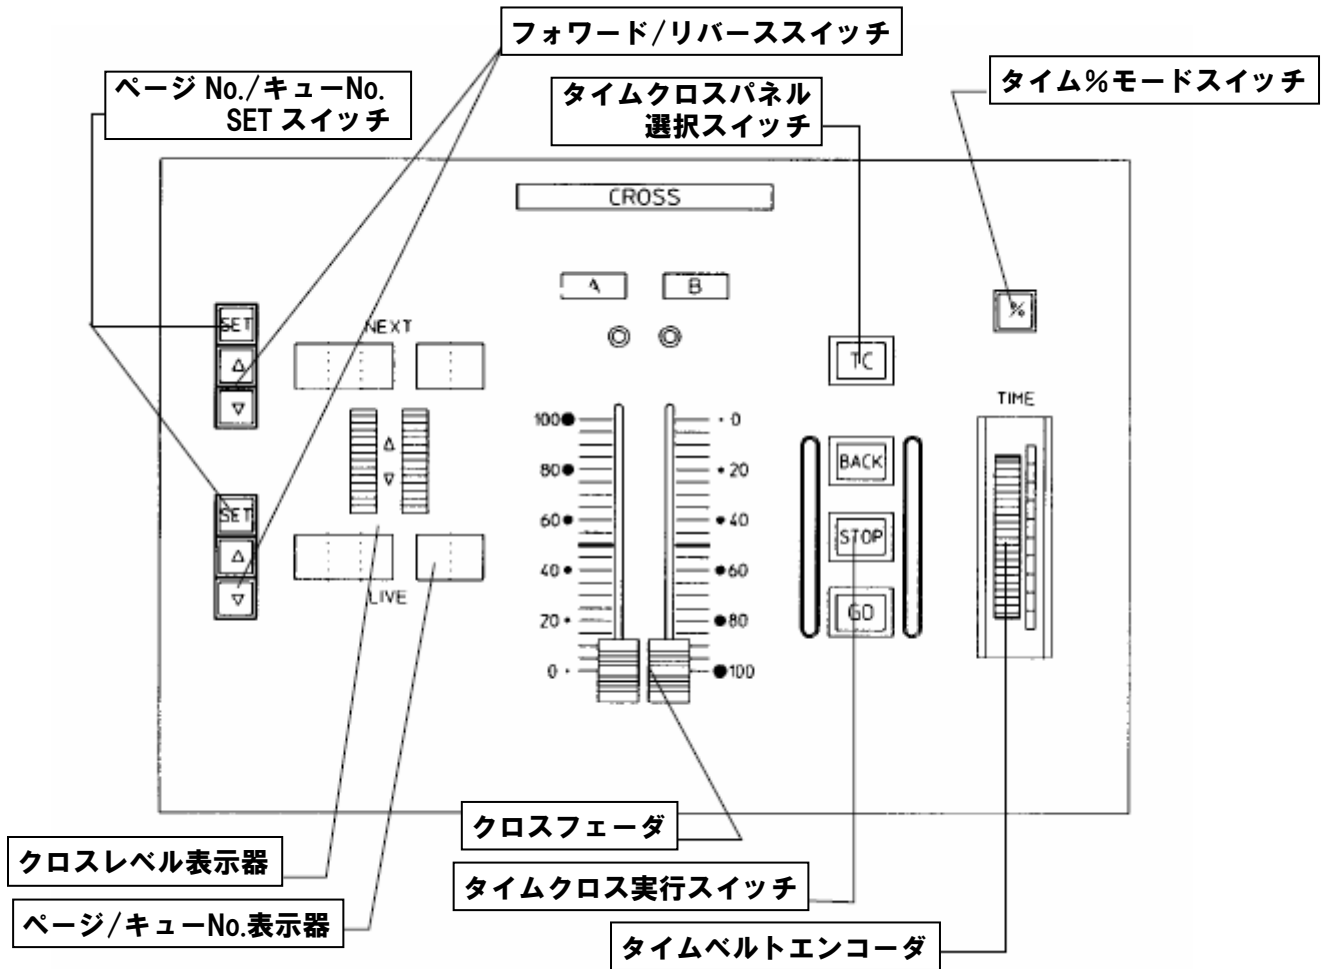 フォワード/リバーススイッチ
ページ No./キューNo.
SET スイッチ
タイムクロスパネル
選択スイッチ
タイム%モードスイッチ
CROSS
A B
SET
NEXT
%
TC
TIME
100 0
80 20
60 40
40 60
20 80
0 100
BACK
SET
STOP
LIVE
GO
クロスフェーダ
クロスレベル表示器
タイムクロス実行スイッチ
ページ/キューNo.表示器
タイムベルトエンコーダ